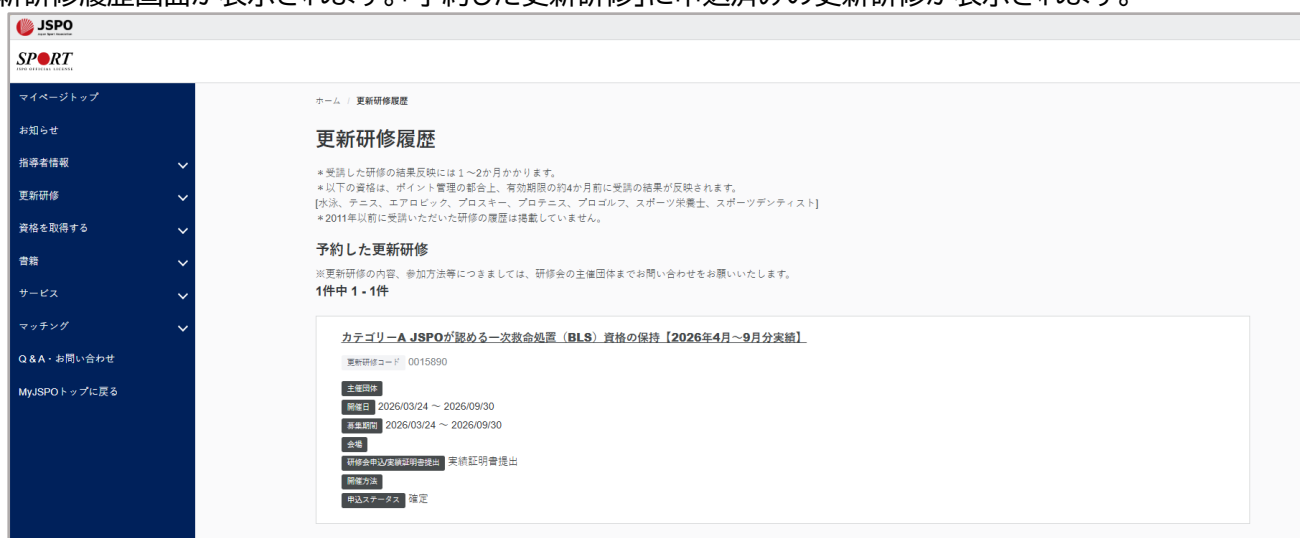 新研修履歴画面が表示されます。「予約した更新研修」に申込済みの更新研修が表示されます。
JSPO
SPORT
JSPO OFFICIAL LICENSE
マイページトップ
お知らせ
指導者情報
更新研修
資格を取得する
書籍
サービス
マッチング
Q&A・お問い合わせ
MyJSPOトップに戻る
ホーム / 更新研修履歴
更新研修履歴
*受講した研修の結果反映には1~2か月かかります。
*以下の資格は、ポイント管理の都合上、有効期限の約4か月前に受講の結果が反映されます。
[水泳、テニス、エアロビック、プロスキー、プロテニス、プロゴルフ、スポーツ栄養士、スポーツデンティスト]
*2011年以前に受講いただいた研修の履歴は掲載していません。
予約した更新研修
※更新研修の内容、参加方法等につきましては、研修会の主催団体までお問い合わせをお願いいたします。
1件中 1 - 1件
カテゴリーA JSPOが認める一次救命処置(BLS)資格の保持【2026年4月~9月分実績】
更新研修コード 0015890
主催団体
開催日 2026/03/24 ~ 2026/09/30
募集期間 2026/03/24 ~ 2026/09/30
会場
研修会申込/実績証明書提出 実績証明書提出
開催方法
申込ステータス 確定